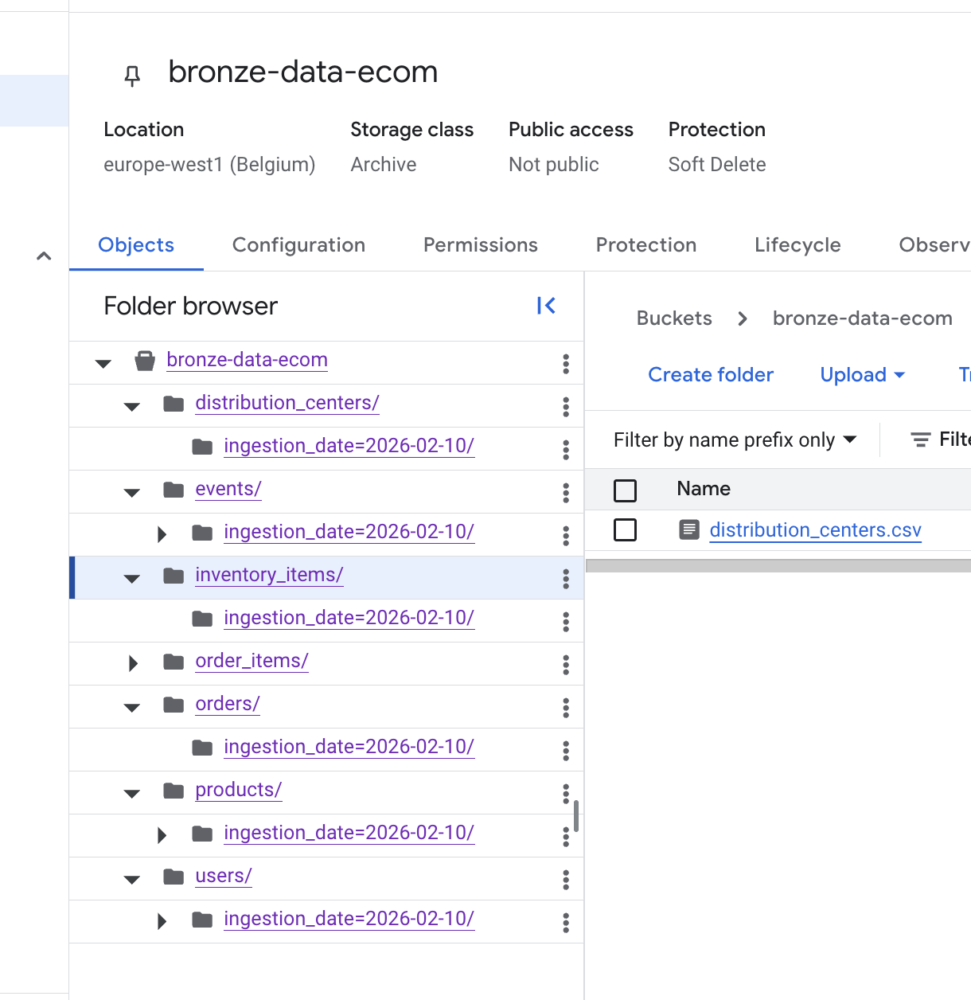 bronze-data-ecom
Location Storage class Public access Protection
europe-west1 (Belgium) Archive Not public Soft Delete
Objects Configuration Permissions Protection Lifecycle Observ
Folder browser
bronze-data-ecom
distribution_centers/
ingestion_date=2026-02-10/
events/
ingestion_date=2026-02-10/
inventory_items/
ingestion_date=2026-02-10/
order_items/
orders/
ingestion_date=2026-02-10/
products/
ingestion_date=2026-02-10/
users/
ingestion_date=2026-02-10/
Buckets bronze-data-ecom
Create folder Upload T
Filter by name prefix only Filte
Name
distribution_centers.csv